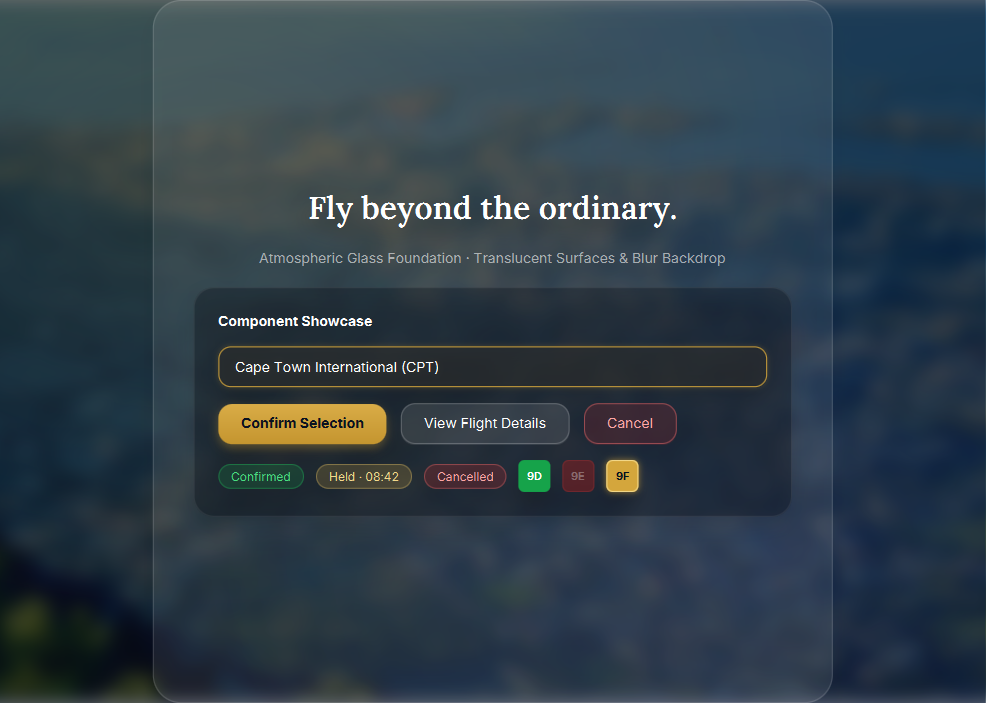 Fly beyond the ordinary.
Atmospheric Glass Foundation · Translucent Surfaces & Blur Backdrop
Component Showcase
Cape Town International (CPT)
Confirm Selection View Flight Details Cancel
Confirmed Held · 08:42 Cancelled 9D 9E 9F